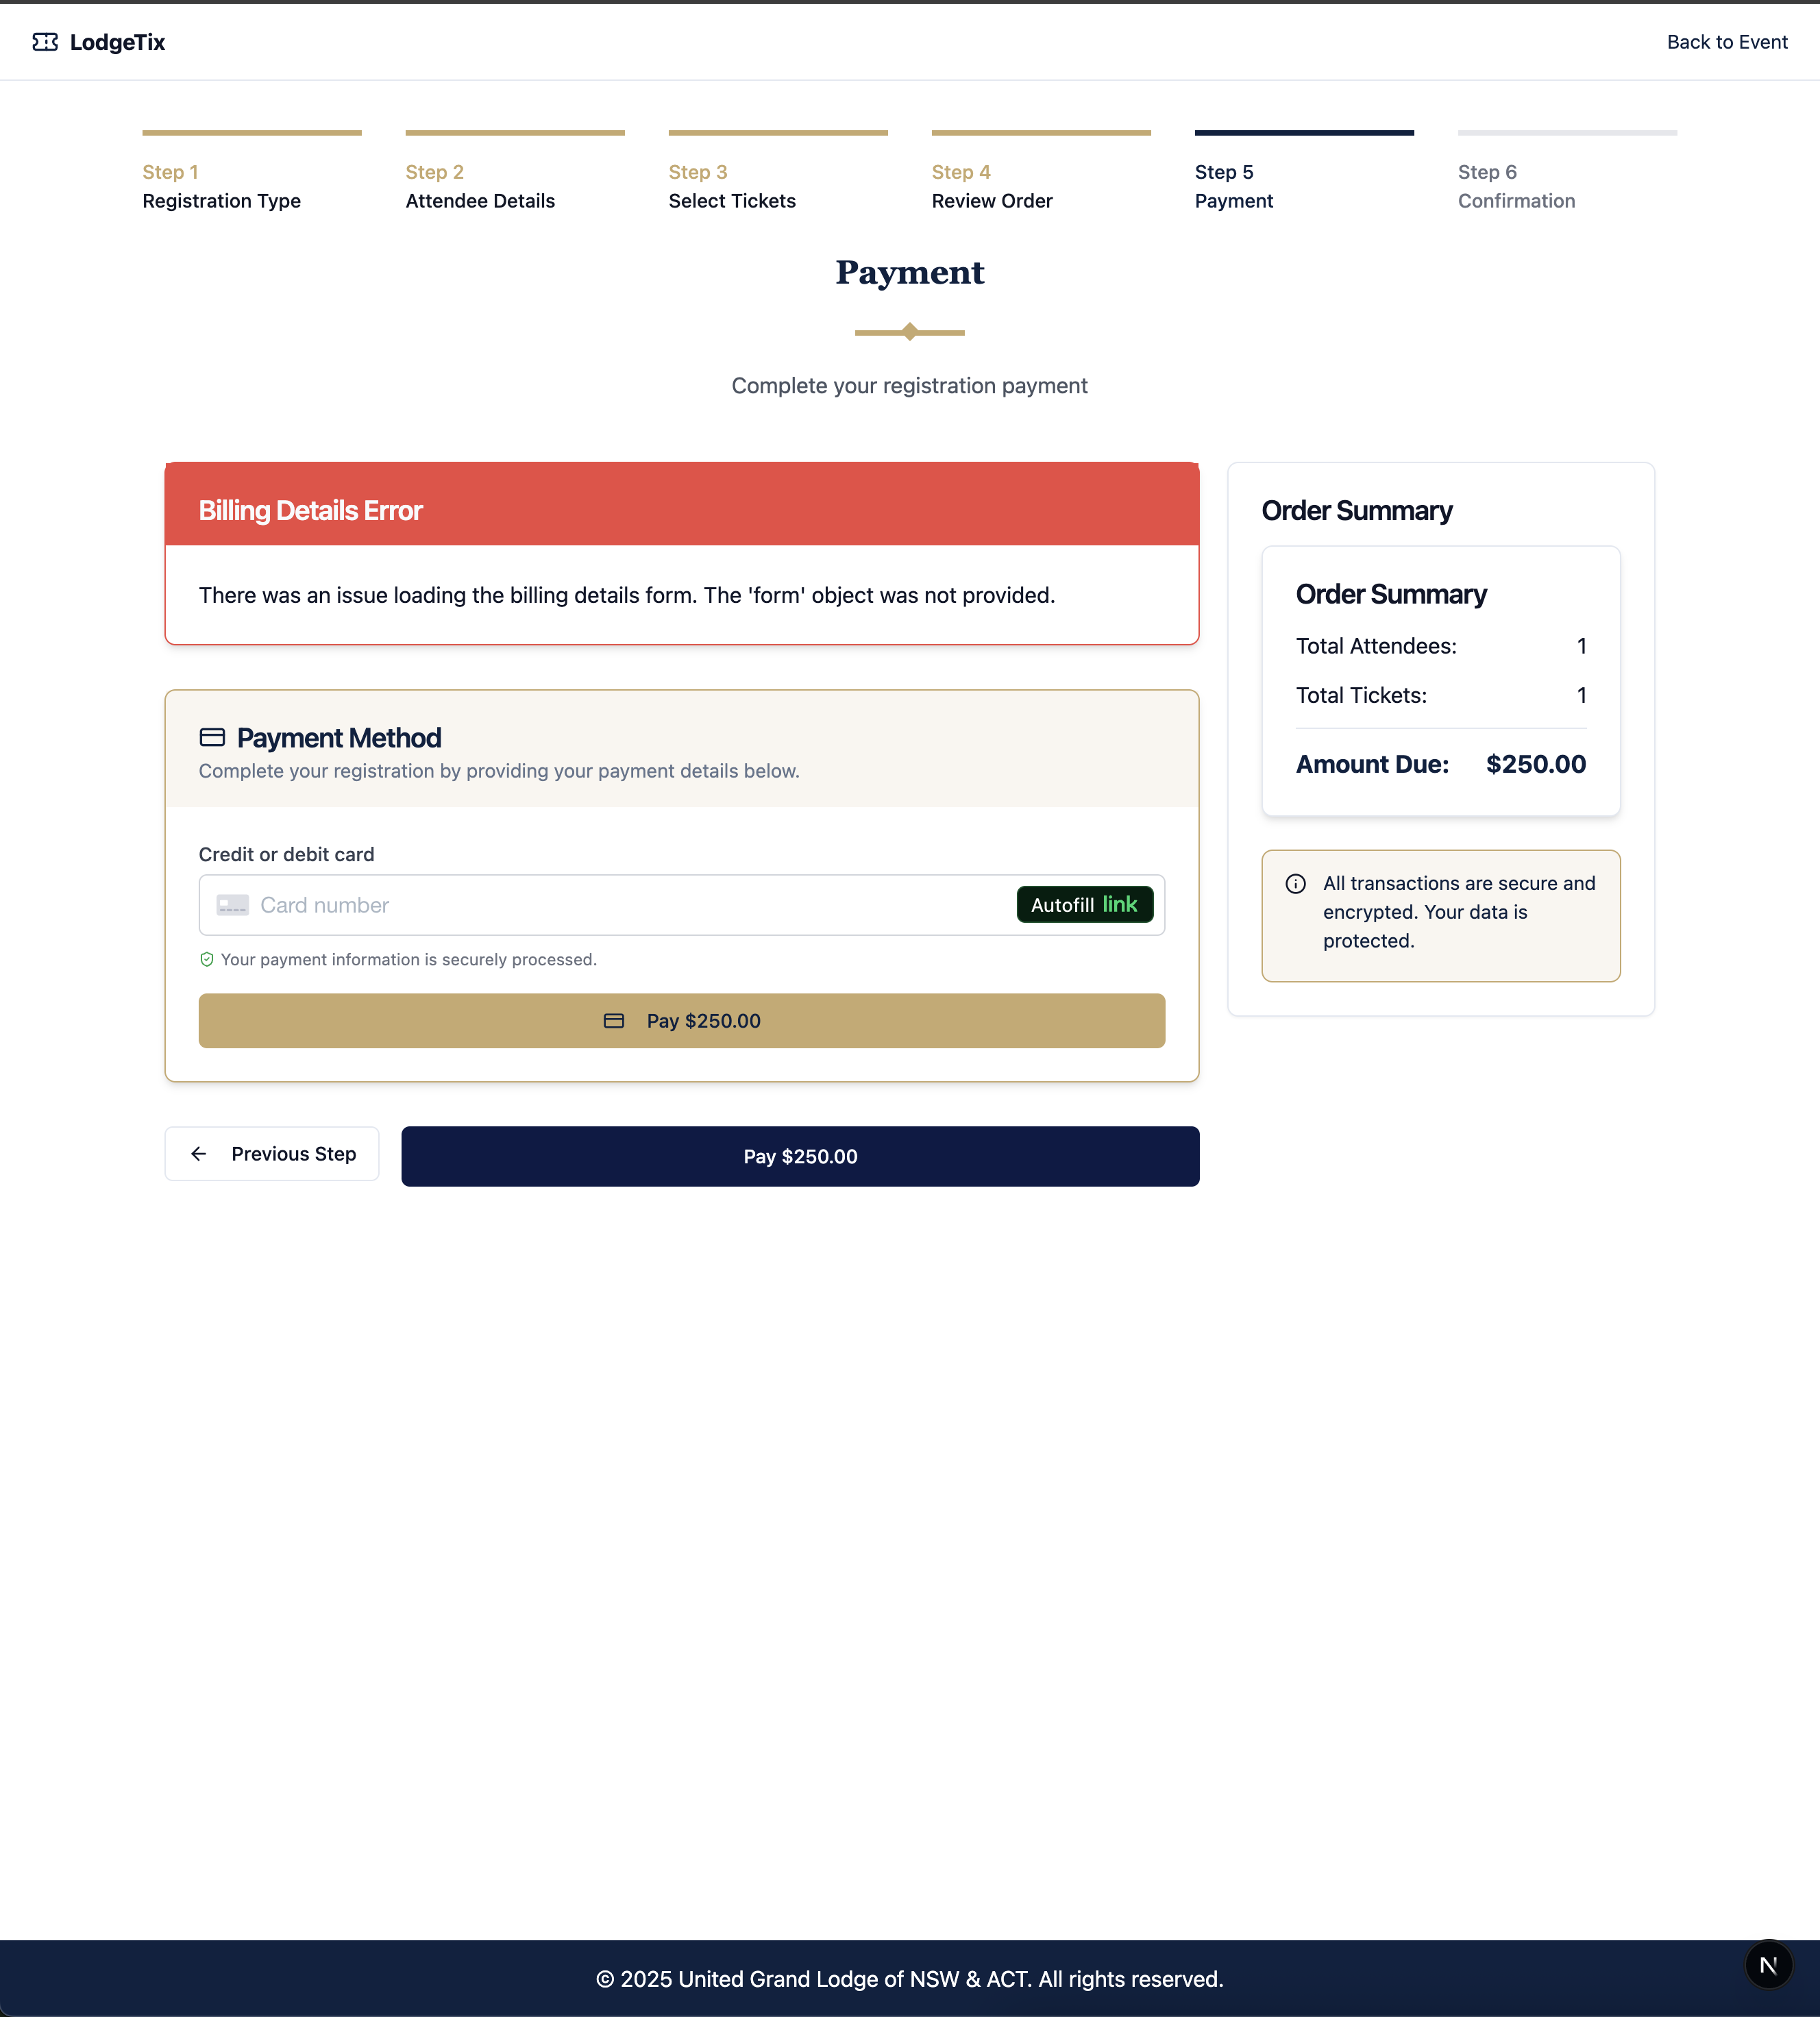 LodgeTix
Back to Event
Step 1
Registration Type
Step 2
Attendee Details
Step 3
Select Tickets
Step 4
Review Order
Step 5
Payment
Step 6
Confirmation
Payment
Complete your registration payment
Billing Details Error
There was an issue loading the billing details form. The 'form' object was not provided.
Payment Method
Complete your registration by providing your payment details below.
Credit or debit card
Card number
Autofill link
Your payment information is securely processed.
Pay $250.00
Previous Step
Pay $250.00
Order Summary
Order Summary
Total Attendees: 1
Total Tickets: 1
Amount Due: $250.00
All transactions are secure and
encrypted. Your data is
protected.
© 2025 United Grand Lodge of NSW & ACT. All rights reserved.
N